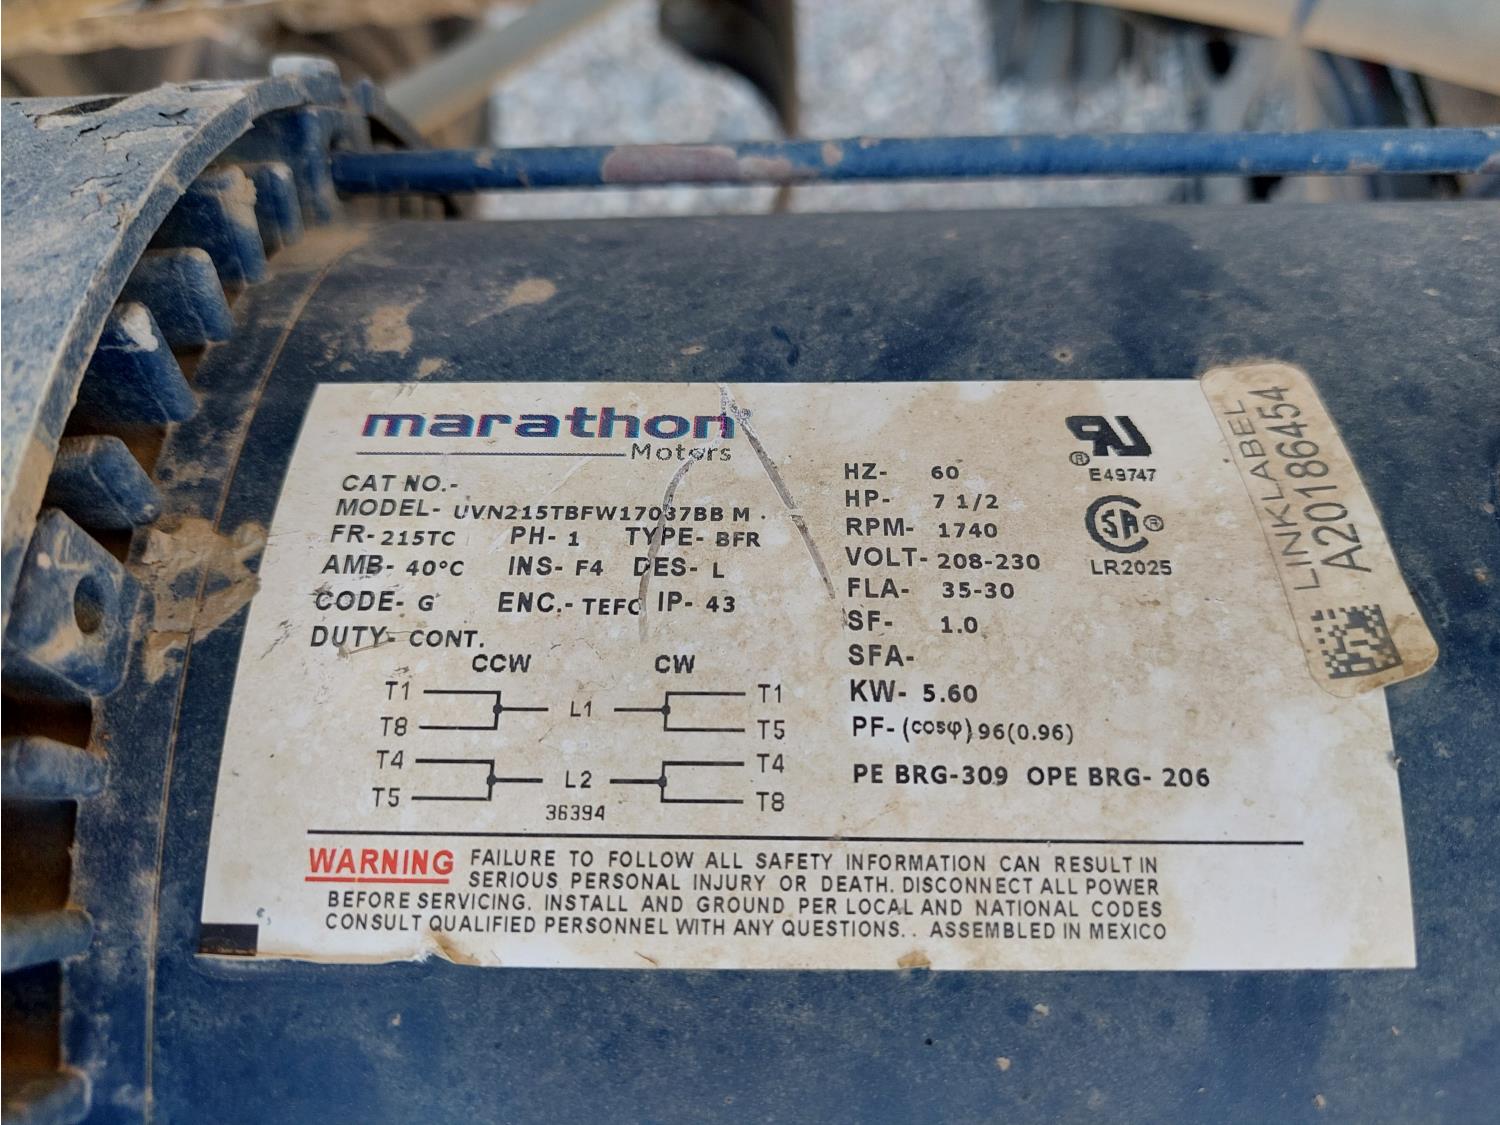 marathon®
Motors
CAT NO.-
MODEL- UVN215TBFW17037BB M
FR- 215TC PH- 1 TYPE- BFR
AMB- 40°C INS- F4 DES- L
CODE- G ENC.- TEFC IP- 43
DUTY- CONT.
CCW CW
T1 L1 T1
T8 T5
T4 L2 T4
T5 T8
36394
HZ- 60
HP- 7 1/2
RPM- 1740
VOLT- 208-230
FLA- 35-30
SF- 1.0
SFA-
KW- 5.60
PF- (cosφ) 96(0.96)
PE BRG-309 OPE BRG- 206
RU®
E49747
SA®
LR2025
LINKLABEL
A20186454
WARNING FAILURE TO FOLLOW ALL SAFETY INFORMATION CAN RESULT IN
SERIOUS PERSONAL INJURY OR DEATH. DISCONNECT ALL POWER
BEFORE SERVICING. INSTALL AND GROUND PER LOCAL AND NATIONAL CODES
CONSULT QUALIFIED PERSONNEL WITH ANY QUESTIONS. . ASSEMBLED IN MEXICO